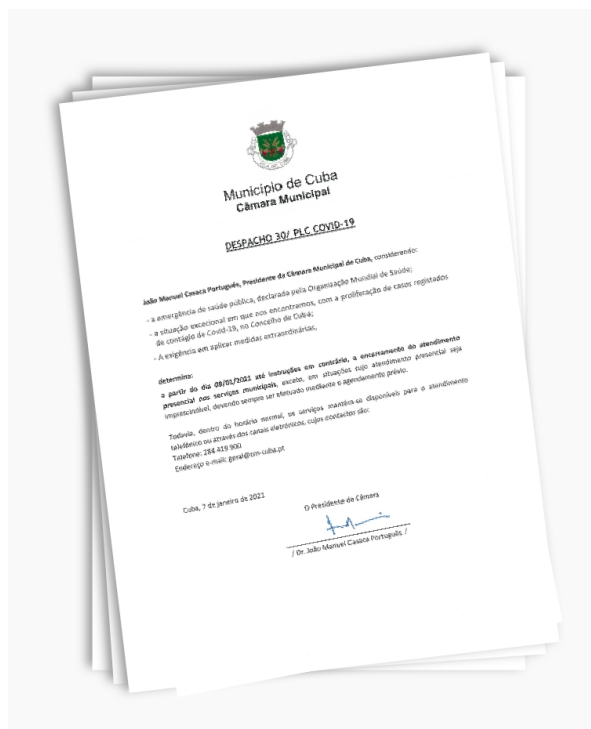 Município de Cuba
Câmara Municipal
DESPACHO 30/ PLC COVID-19
João Manuel Casaca Português, Presidente da Câmara Municipal de Cuba, considerando:
- a emergência de saúde pública, declarada pela Organização Mundial de Saúde;
- a situação excecional em que nos encontramos, com a proliferação de casos registados
de contágio de Covid-19, no Concelho de Cuba;
- A exigência em aplicar medidas extraordinárias,
determina:
a partir do dia 08/01/2021 até instruções em contrário, o encerramento do atendimento
presencial nos serviços municipais, exceto, em situações cujo atendimento presencial seja
imprescindível, devendo sempre ser efetuado mediante o agendamento prévio.
Todavia, dentro do horário normal, os serviços mantêm-se disponíveis para o atendimento
telefónico ou através dos canais eletrónicos, cujos contactos são:
Telefone: 284 419 900
Endereço e-mail: geral@cm-cuba.pt
Cuba, 7 de janeiro de 2021
O Presidente da Câmara
/ Dr. João Manuel Casaca Português /